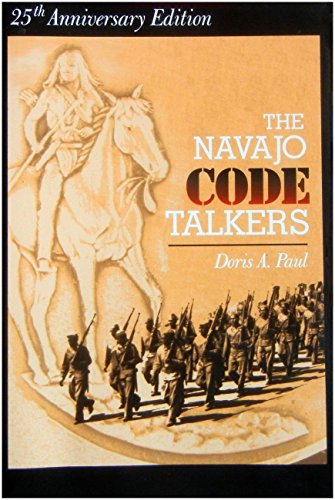 25th Anniversary Edition
THE
NAVAJO
CODE
TALKERS
Doris A. Paul